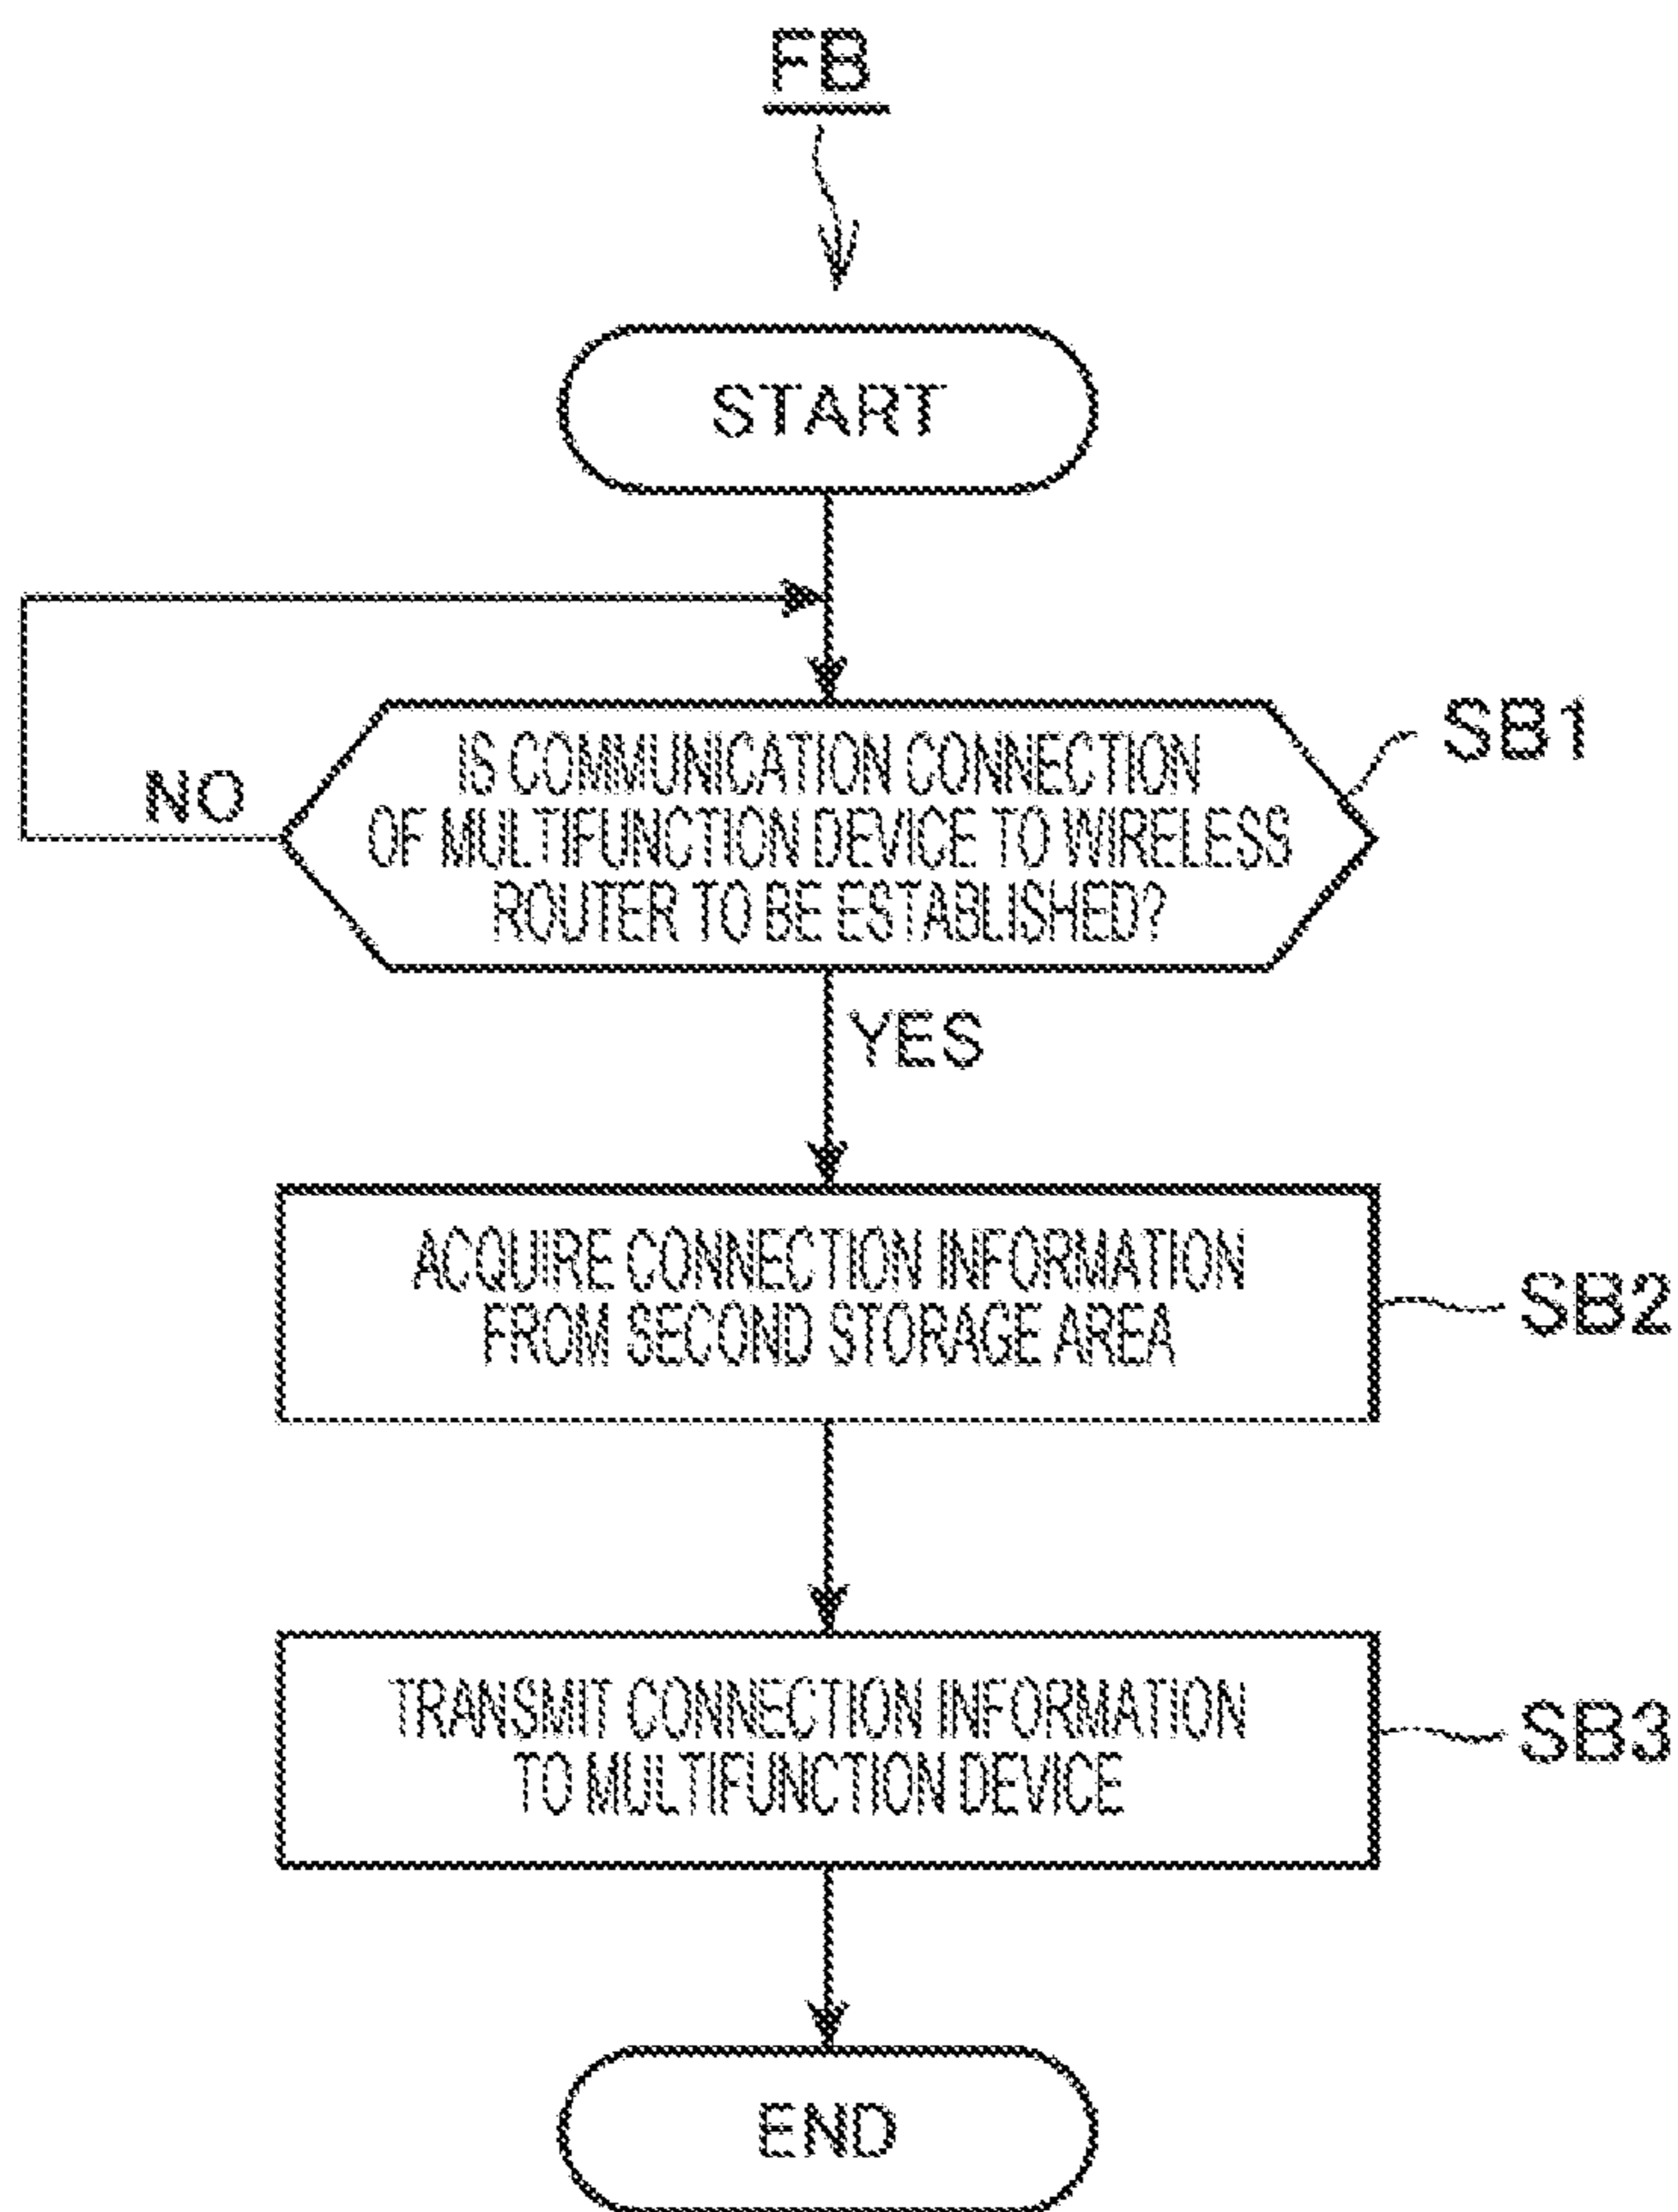 FB
START
IS COMMUNICATION CONNECTION
OF MULTIFUNCTION DEVICE TO WIRELESS
ROUTER TO BE ESTABLISHED?
SB1
NO
YES
ACQUIRE CONNECTION INFORMATION
FROM SECOND STORAGE AREA
SB2
TRANSMIT CONNECTION INFORMATION
TO MULTIFUNCTION DEVICE
SB3
END